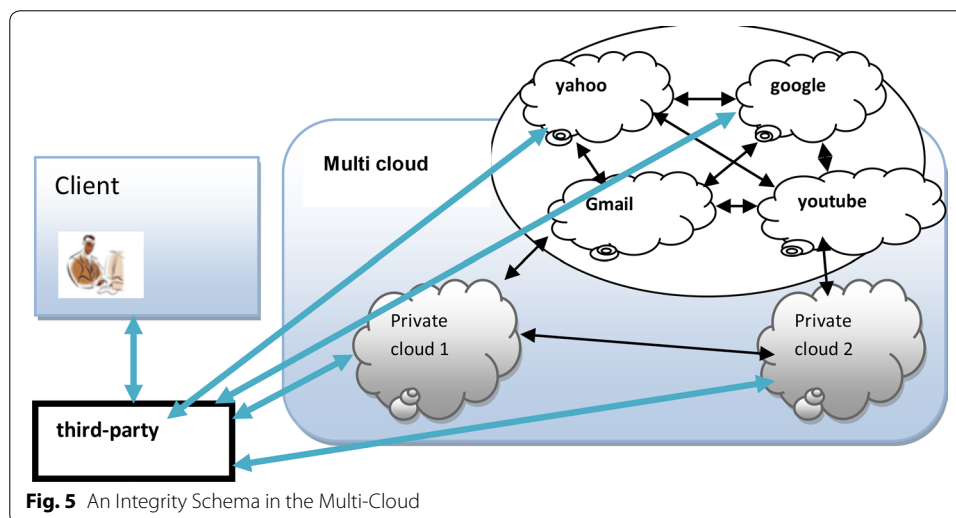 yahoo
google
Multi cloud
Client
Gmail
youtube
Private
cloud 1
Private
cloud 2
third-party
Fig. 5 An Integrity Schema in the Multi-Cloud